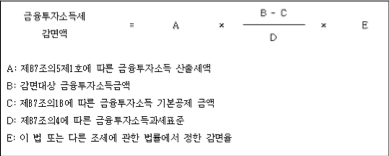 금융투자소득세 감면액 = A × B - C / D × E
A: 제87조의5제1호에 따른 금융투자소득 산출세액
B: 감면대상 금융투자소득금액
C: 제87조의18에 따른 금융투자소득 기본공제 금액
D: 제87조의4에 따른 금융투자소득과세표준
E: 이 법 또는 다른 조세에 관한 법률에서 정한 감면율